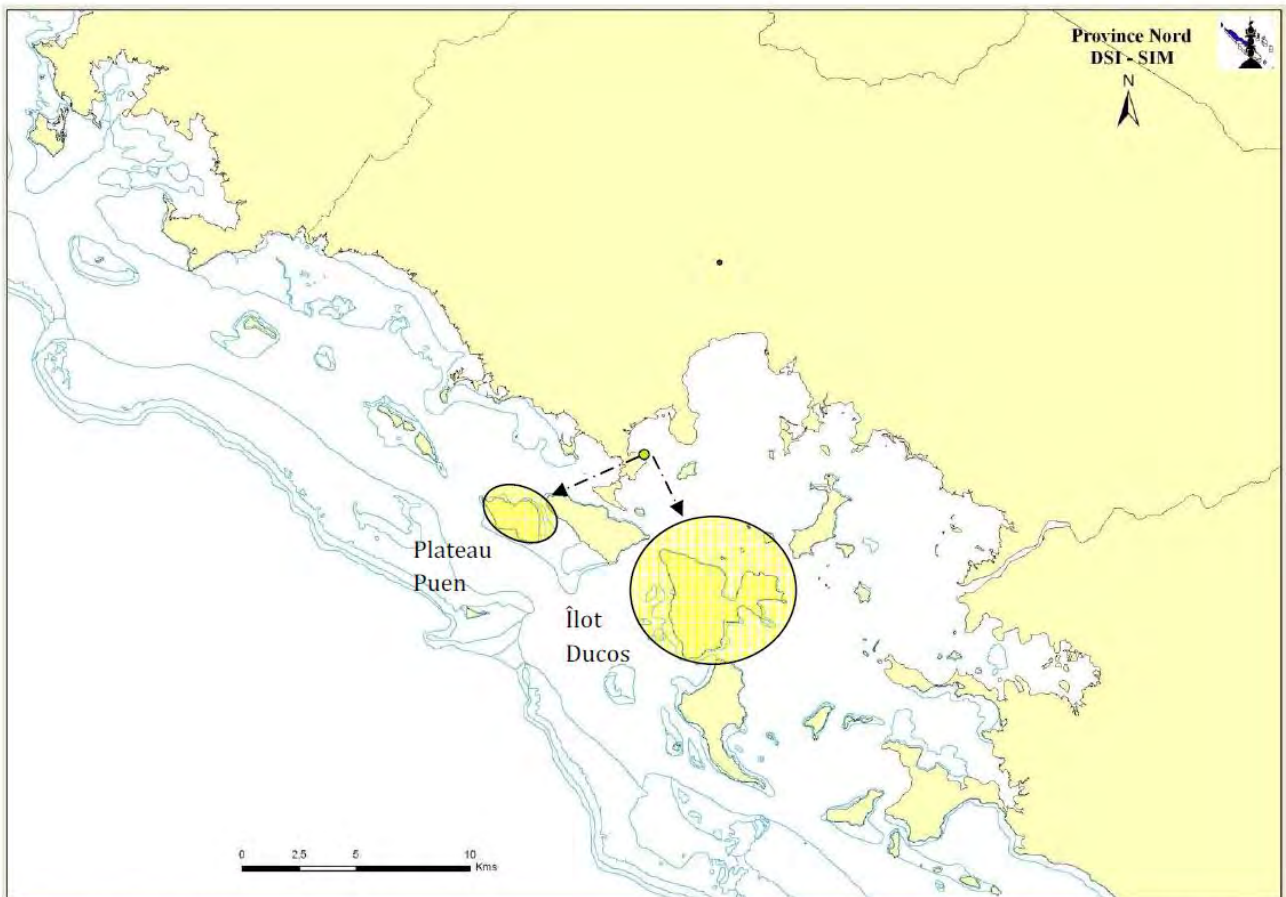 Province Nord
DSI - SIM
N
Plateau
Puen
Îlot
Ducos
0 2,5 5 10
Kms